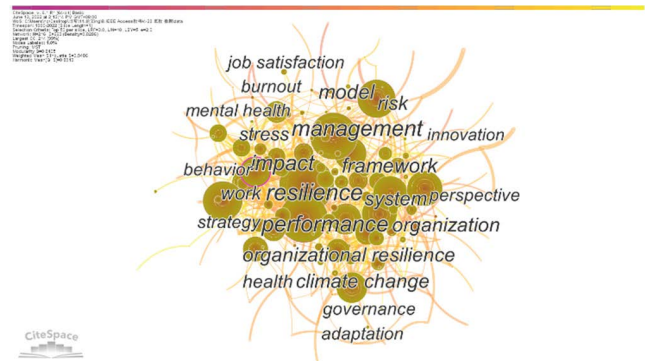 job satisfaction
burnout
model
risk
mental health
stress management innovation
behavior impact framework
work resilience system perspective
strategy performance organization
organizational resilience
health climate change
governance
adaptation
CiteSpace